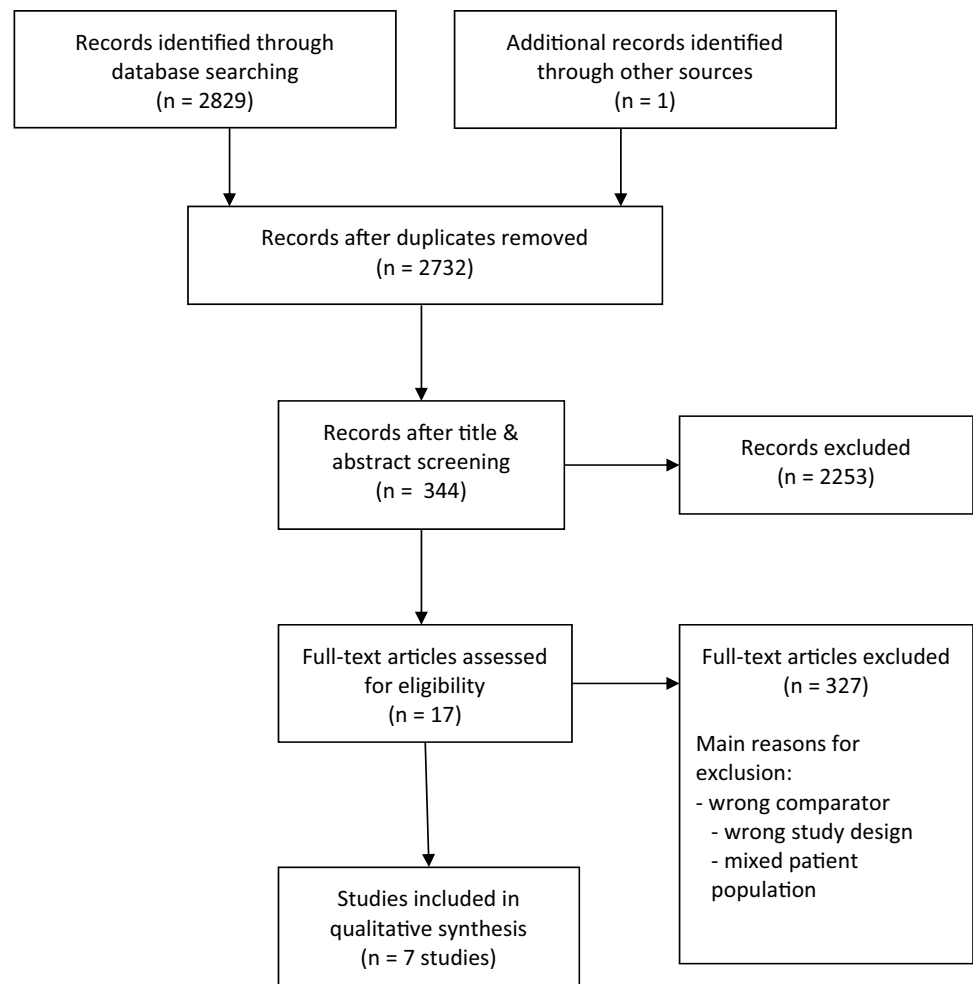 Records identified through
database searching
(n = 2829)
Additional records identified
through other sources
(n = 1)
Records after duplicates removed
(n = 2732)
Records after title &
abstract screening
(n = 344)
Records excluded
(n = 2253)
Full-text articles assessed
for eligibility
(n = 17)
Full-text articles excluded
(n = 327)
Main reasons for
exclusion:
- wrong comparator
- wrong study design
- mixed patient
population
Studies included in
qualitative synthesis
(n = 7 studies)